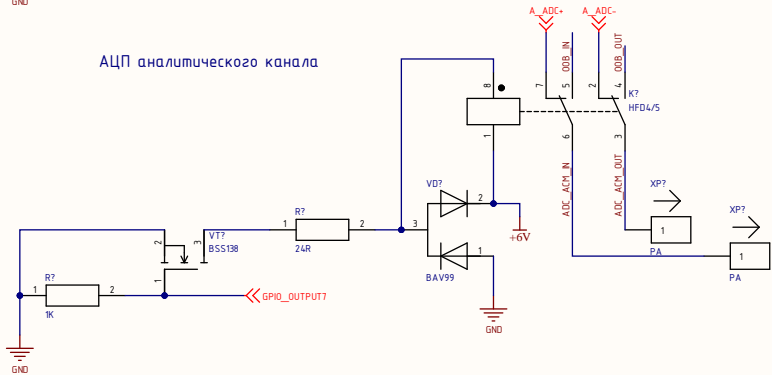 GND
A_ADC+
A_ADC-
АЦП аналитического канала
OOB_IN
OOB_OUT
8
7
5
2
4
K?
HFD4/5
1
6
3
ADC_ACM_IN
ADC_ACM_OUT
XP?
1
PA
XP?
1
PA
VD?
2
3
1
BAV99
+6V
GND
R?
1
2
24R
VT?
BSS138
2
3
1
R?
1
2
1K
GPIO_OUTPUT7
GND